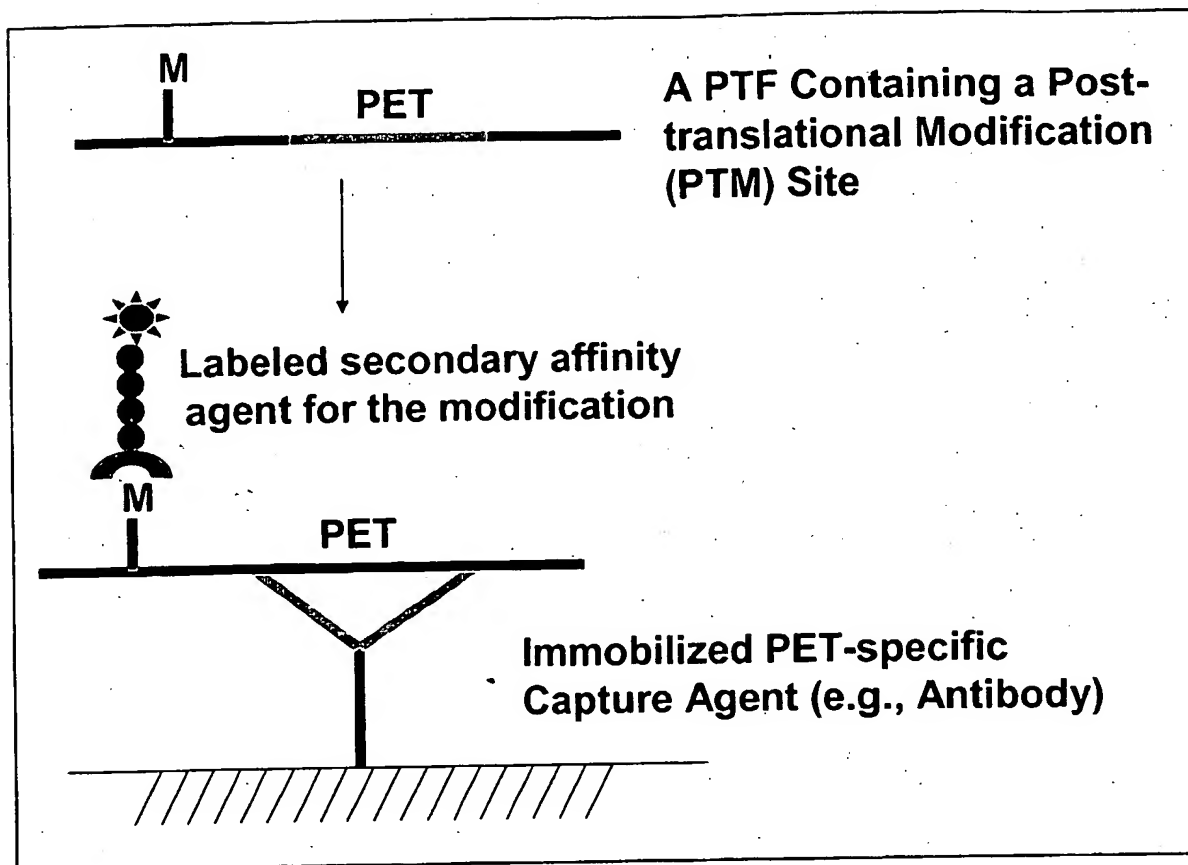 M
PET
A PTF Containing a Post-
translational Modification
(PTM) Site
Labeled secondary affinity
agent for the modification
M
PET
Immobilized PET-specific
Capture Agent (e.g., Antibody)